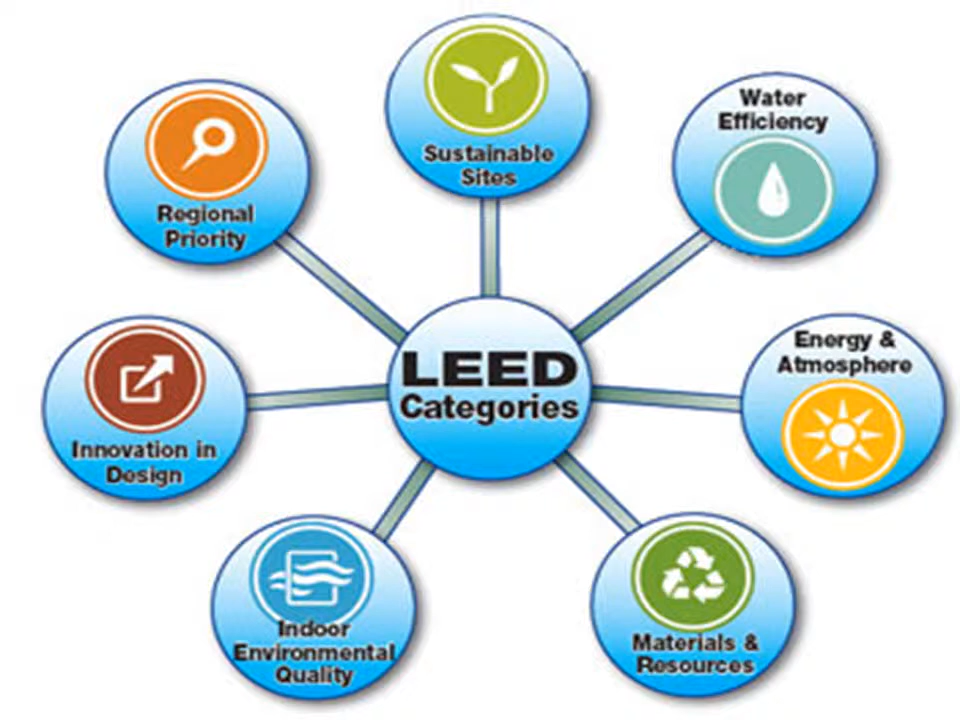 Sustainable
Sites
Water
Efficiency
Energy &
Atmosphere
Materials &
Resources
Indoor
Environmental
Quality
Innovation in
Design
Regional
Priority
LEED
Categories